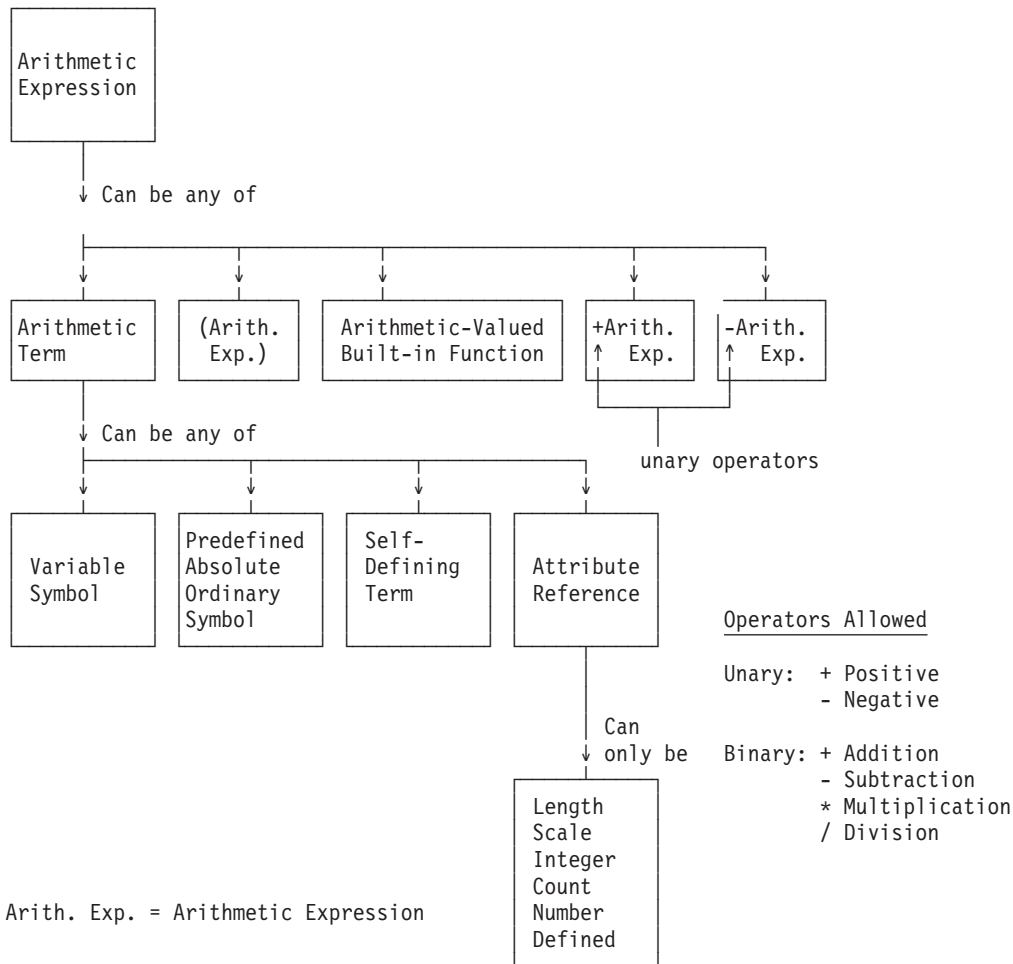 Arithmetic
Expression
↓ Can be any of
Arithmetic
Term
(Arith.
Exp.)
Arithmetic-Valued
Built-in Function
+Arith.
↑ Exp.
-Arith.
↑ Exp.
unary operators
↓ Can be any of
Variable
Symbol
Predefined
Absolute
Ordinary
Symbol
Self-
Defining
Term
Attribute
Reference
Can
↓ only be
Length
Scale
Integer
Count
Number
Defined
Operators Allowed
Unary: + Positive
- Negative
Binary: + Addition
- Subtraction
* Multiplication
/ Division
Arith. Exp. = Arithmetic Expression